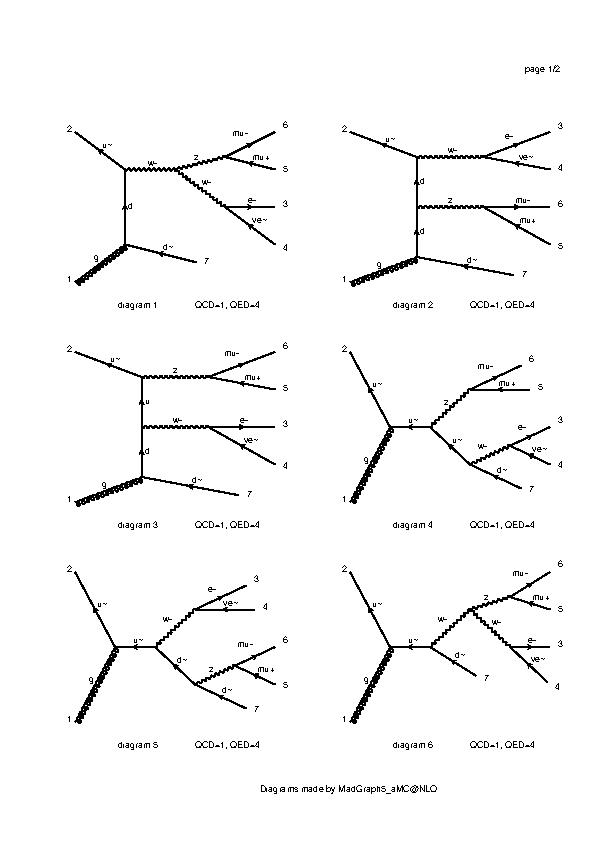 page 1/2
2 u~ w- z mu- 6
mu+ 5
d w- e- 3
ve~ 4
g d~ 7
1
diagram 1 QCD=1, QED=4
2 u~ w- e- 3
ve~ 4
d z mu- 6
mu+ 5
d
g d~ 7
1
diagram 2 QCD=1, QED=4
2 u~ z mu- 6
mu+ 5
u w- e- 3
ve~ 4
d
g d~ 7
1
diagram 3 QCD=1, QED=4
2 mu- 6
u~ mu+ 5
z
u~ e- 3
u~ w- ve~ 4
g d~ 7
1
diagram 4 QCD=1, QED=4
2 e- 3
u~ ve~ 4
w-
u~ mu- 6
d~ z mu+ 5
g d~ 7
1
diagram 5 QCD=1, QED=4
2 mu- 6
u~ z mu+ 5
w- w-
u~ e- 3
d~ ve~ 4
g 7
1
diagram 6 QCD=1, QED=4
Diagrams made by MadGraph5_aMC@NLO